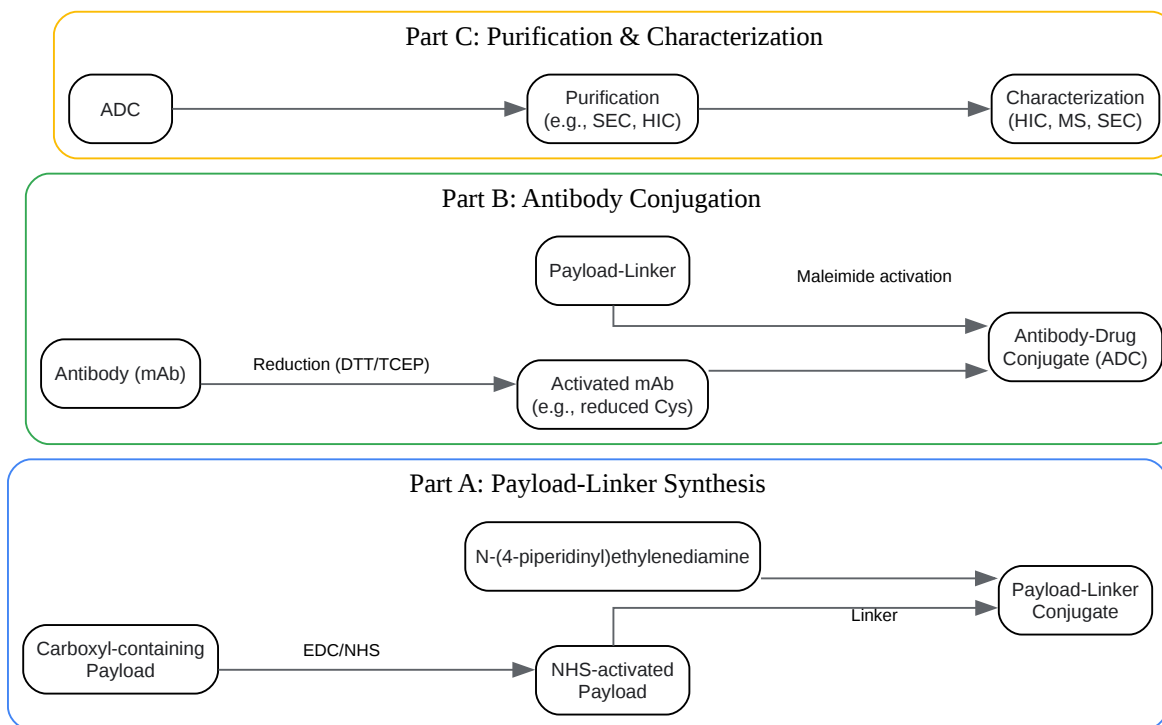 Part C: Purification & Characterization
ADC
Purification
(e.g., SEC, HIC)
Characterization
(HIC, MS, SEC)
Part B: Antibody Conjugation
Payload-Linker
Maleimide activation
Antibody-Drug
Conjugate (ADC)
Antibody (mAb)
Reduction (DTT/TCEP)
Activated mAb
(e.g., reduced Cys)
Part A: Payload-Linker Synthesis
N-(4-piperidinyl)ethylenediamine
Payload-Linker
Conjugate
Linker
Carboxyl-containing
Payload
EDC/NHS
NHS-activated
Payload